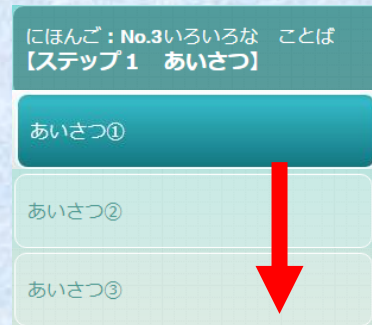 にほんご：No.3いろいろな　ことば
【ステップ１　あいさつ】
あいさつ①
あいさつ②
あいさつ③